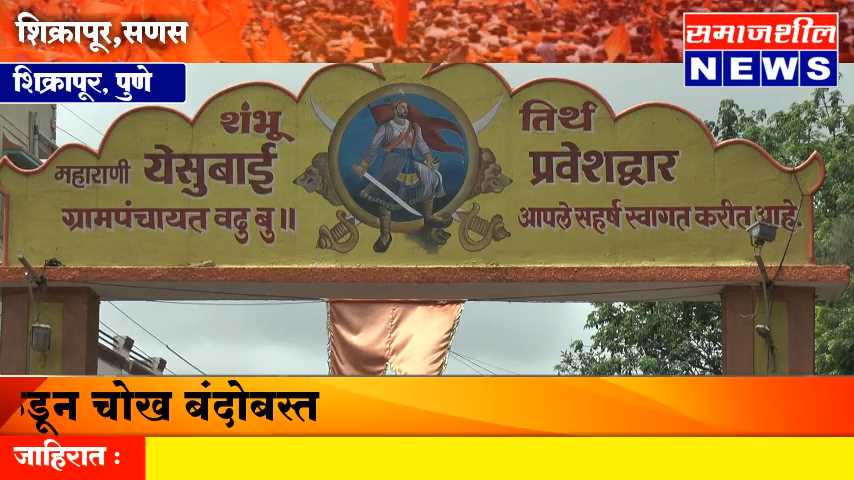 शिक्रापूर,सणस
समाजशील
NEWS
शिक्रापूर, पुणे
शंभू तिर्थ
महाराणी येसुबाई प्रवेशद्वार
ग्रामपंचायत वढु बु॥ आपले सहर्ष स्वागत करीत आहे.
चोख बंदोबस्त
जाहिरात :